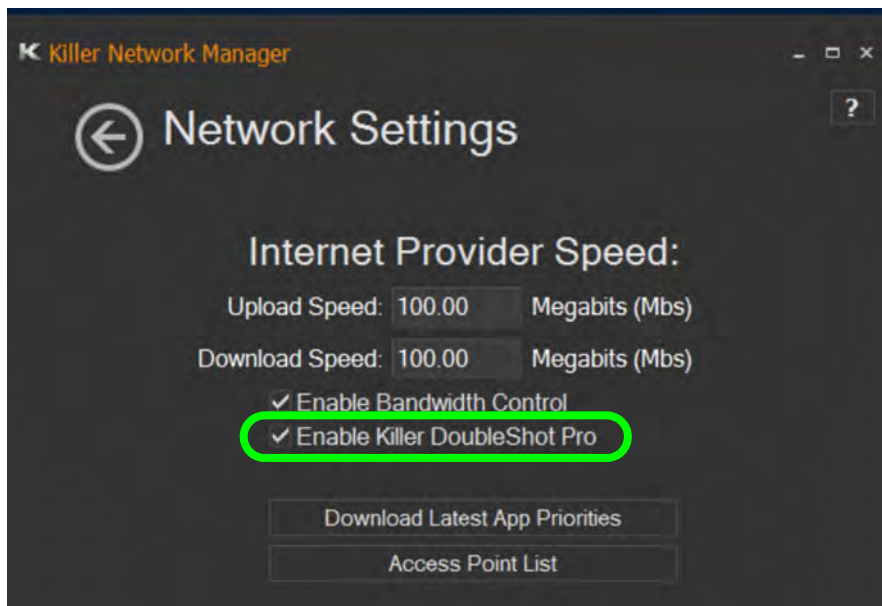 Killer Network Manager
?
Network Settings
Internet Provider Speed:
Upload Speed: 100.00 Megabits (Mbs)
Download Speed: 100.00 Megabits (Mbs)
Enable Bandwidth Control
Enable Killer DoubleShot Pro
Download Latest App Priorities
Access Point List